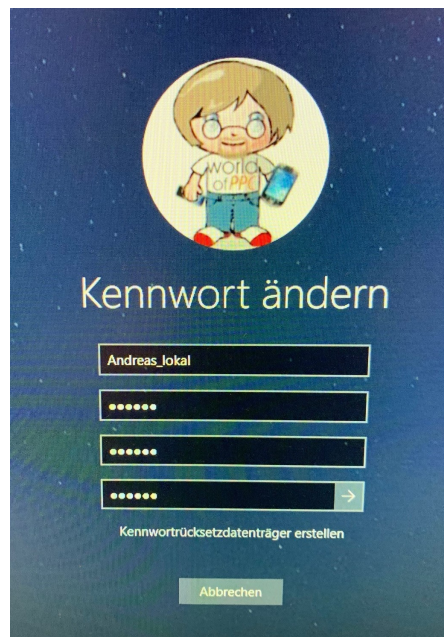 world
of PPC
Kennwort ändern
Andreas_lokal
••••••
••••••
••••••
Kennwortrücksetzdatenträger erstellen
Abbrechen